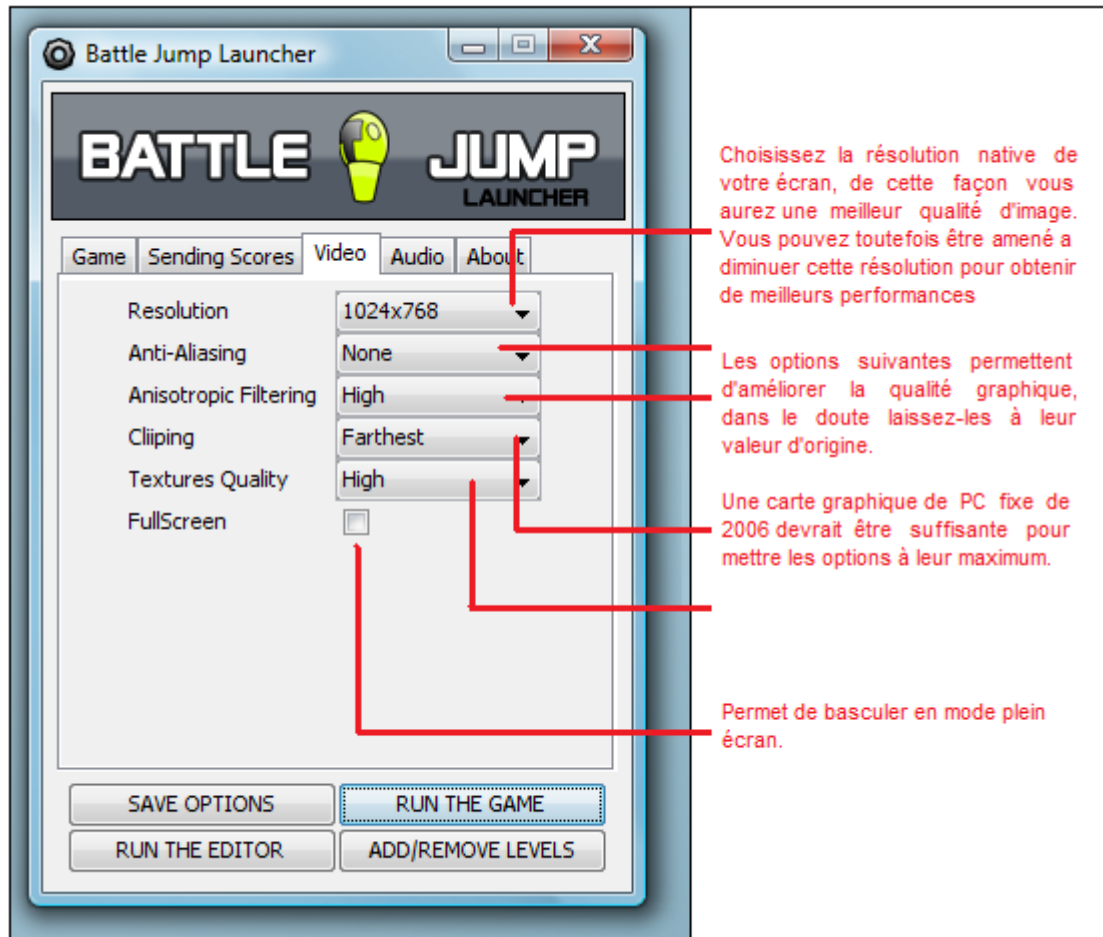 Battle Jump Launcher
BATTLE JUMP
LAUNCHER
Game Sending Scores Video Audio About
Resolution 1024x768
Anti-Aliasing None
Anisotropic Filtering High
Cliiping Farthest
Textures Quality High
FullScreen
SAVE OPTIONS RUN THE GAME
RUN THE EDITOR ADD/REMOVE LEVELS
Choisissez la résolution native de
votre écran, de cette façon vous
aurez une meilleur qualité d'image.
Vous pouvez toutefois être amené a
diminuer cette résolution pour obtenir
de meilleurs performances
Les options suivantes permettent
d'améliorer la qualité graphique,
dans le doute laissez-les à leur
valeur d'origine.
Une carte graphique de PC fixe de
2006 devrait être suffisante pour
mettre les options à leur maximum.
Permet de basculer en mode plein
écran.